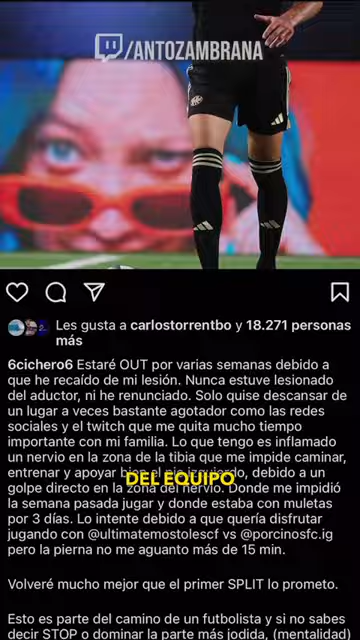 /ANTOZAMBRANA
Les gusta a carlostorrentbo y 18.271 personas
más
6cichero6 Estaré OUT por varias semanas debido a
que he recaído de mi lesión. Nunca estuve lesionado
del aductor, ni he renunciado. Solo quise descansar de
un lugar a veces bastante agotador como las redes
sociales y el twitch que me quita mucho tiempo
importante con mi familia. Lo que tengo es inflamado
un nervio en la zona de la tibia que me impide caminar,
entrenar y apoyar bien el pie izquierdo, debido a un
DEL EQUIPO
golpe directo en la zona del nervio. Donde me impidió
la semana pasada jugar y donde estaba con muletas
por 3 días. Lo intente debido a que quería disfrutar
jugando con @ultimatemostolescf vs @porcinosfc.ig
pero la pierna no me aguanto más de 15 min.
Volveré mucho mejor que el primer SPLIT lo prometo.
Esto es parte del camino de un futbolista y si no sabes
decir STOP o dominar la parte más jodida, (mentalidad)